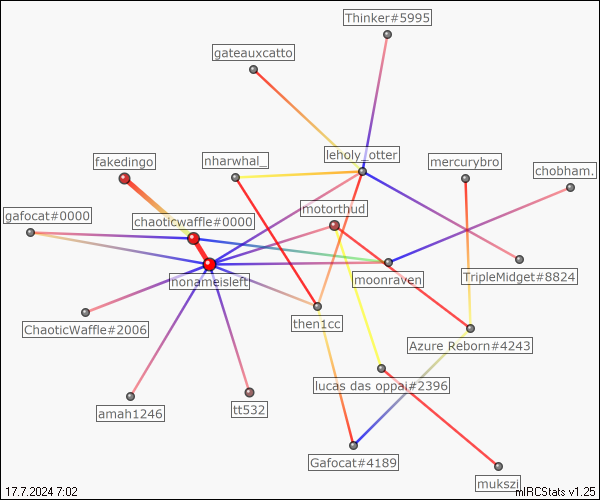 Thinker#5995
gateauxcatto
leholy_otter
nharwhal_
fakedingo
mercurybro
chobham.
gafocat#0000
chaoticwaffle#0000
motorthud
nonameisleft
moonraven
TripleMidget#8824
ChaoticWaffle#2006
then1cc
Azure Reborn#4243
lucas das oppai#2396
amah1246
tt532
Gafocat#4189
mukszi
17.7.2024 7:02
mIRCStats v1.25